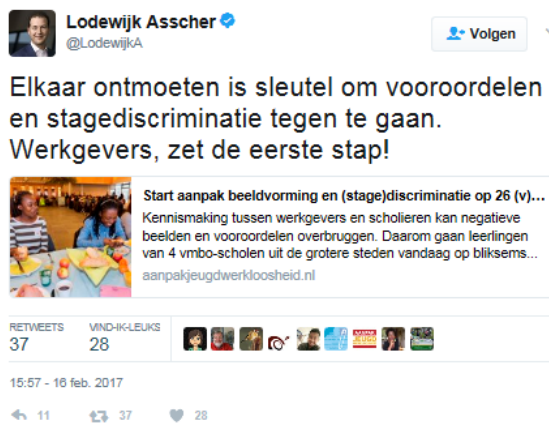 Lodewijk Asscher
@LodewijkA
Volgen
Elkaar ontmoeten is sleutel om vooroordelen
en stagediscriminatie tegen te gaan.
Werkgevers, zet de eerste stap!
Start aanpak beeldvorming en (stage)discriminatie op 26 (v)...
Kennismaking tussen werkgevers en scholieren kan negatieve
beelden en vooroordelen overbruggen. Daarom gaan leerlingen
van 4 vmbo-scholen uit de grotere steden vandaag op bliksems...
aanpakjeugdwerkloosheid.nl
RETWEETS
37
VIND-IK-LEUKS
28
15:57 - 16 feb. 2017
11
37
28